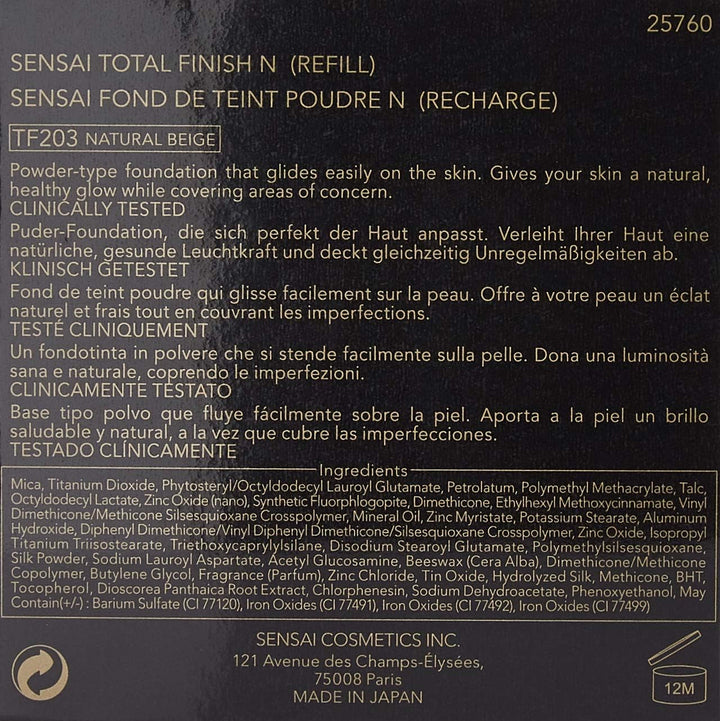 25760
SENSAI TOTAL FINISH N (REFILL)
SENSAI FOND DE TEINT POUDRE N (RECHARGE)
TF203 NATURAL BEIGE
Powder-type foundation that glides easily on the skin. Gives your skin a natural,
healthy glow while covering areas of concern.
CLINICALLY TESTED
Puder-Foundation, die sich perfekt der Haut anpasst. Verleiht Ihrer Haut eine
natürliche, gesunde Leuchtkraft und deckt gleichzeitig Unregelmäßigkeiten ab.
KLINISCH GETESTET
Fond de teint poudre qui glisse facilement sur la peau. Offre à votre peau un éclat
naturel et frais tout en couvrant les imperfections.
TESTÉ CLINIQUEMENT
Un fondotinta in polvere che si stende facilmente sulla pelle. Dona una luminosità
sana e naturale, coprendo le imperfezioni.
CLINICAMENTE TESTATO
Base tipo polvo que fluye fácilmente sobre la piel. Aporta a la piel un brillo
saludable y natural, a la vez que cubre las imperfecciones.
TESTADO CLÍNICAMENTE
Ingredients
Mica, Titanium Dioxide, Phytosteryl/Octyldodecyl Lauroyl Glutamate, Petrolatum, Polymethyl Methacrylate, Talc,
Octyldodecyl Lactate, Zinc Oxide (nano), Synthetic Fluorphlogopite, Dimethicone, Ethylhexyl Methoxycinnamate, Vinyl
Dimethicone/Methicone Silsesquioxane Crosspolymer, Mineral Oil, Zinc Myristate, Potassium Stearate, Aluminum
Hydroxide, Diphenyl Dimethicone/Vinyl Diphenyl Dimethicone/Silsesquioxane Crosspolymer, Zinc Oxide, Isopropyl
Titanium Triisostearate, Triethoxycaprylylsilane, Disodium Stearoyl Glutamate, Polymethylsilsesquioxane,
Silk Powder, Sodium Lauroyl Aspartate, Acetyl Glucosamine, Beeswax (Cera Alba), Dimethicone/Methicone
Copolymer, Butylene Glycol, Fragrance (Parfum), Zinc Chloride, Tin Oxide, Hydrolyzed Silk, Methicone, BHT,
Tocopherol, Dioscorea Panthaica Root Extract, Chlorphenesin, Sodium Dehydroacetate, Phenoxyethanol, May
Contain(+/-) : Barium Sulfate (CI 77120), Iron Oxides (CI 77491), Iron Oxides (CI 77492), Iron Oxides (CI 77499)
SENSAI COSMETICS INC.
121 Avenue des Champs-Élysées,
75008 Paris
MADE IN JAPAN
12M